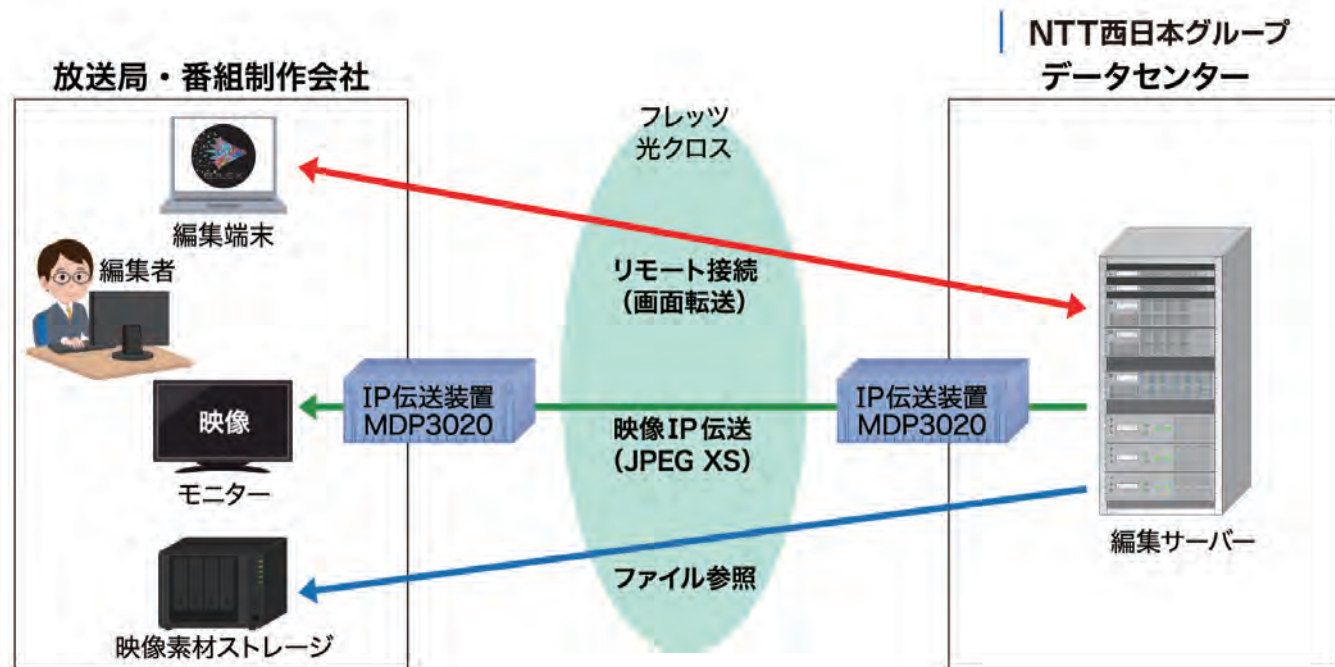 NTT西日本グループ
データセンター
放送局・番組制作会社
フレッツ
光クロス
編集端末
編集者
リモート接続
（画面転送）
IP伝送装置
MDP3020
IP伝送装置
MDP3020
映像
映像IP伝送
（JPEG XS）
モニター
編集サーバー
ファイル参照
映像素材ストレージ